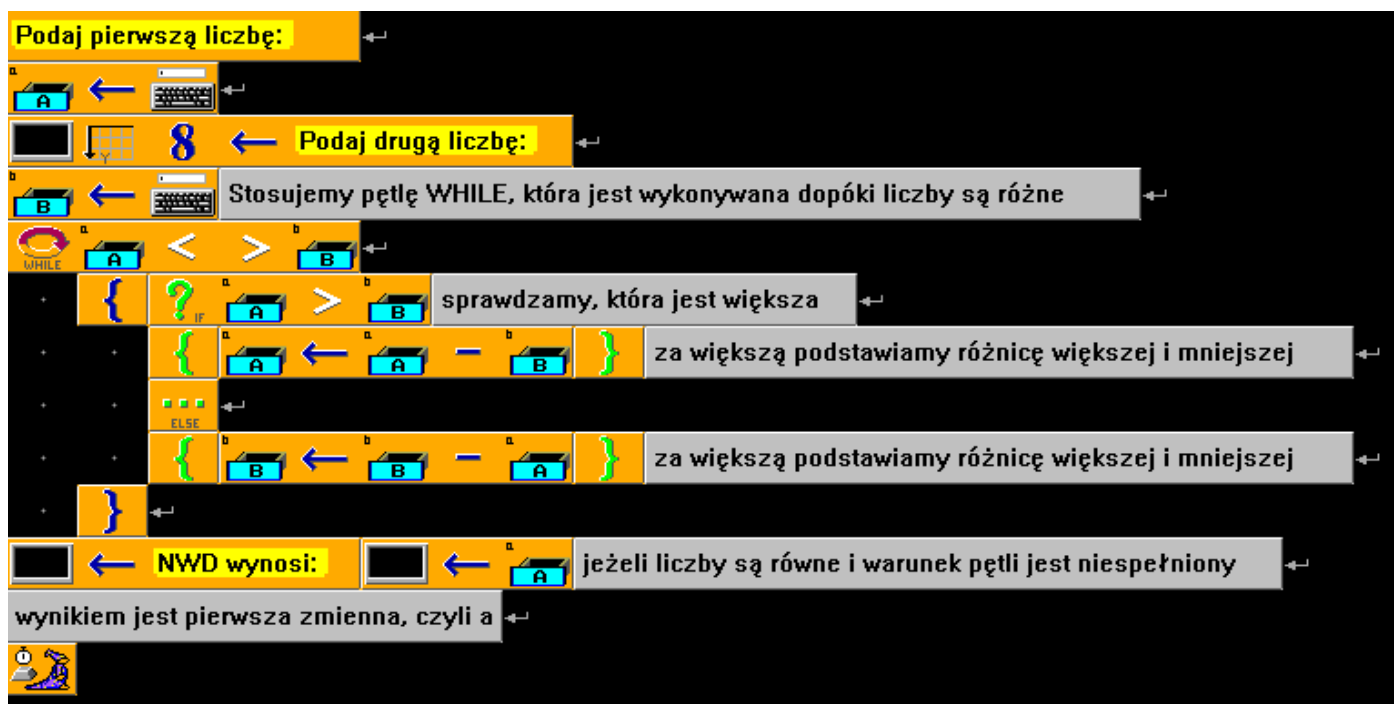 Podaj pierwszą liczbę:
a A
Y 8 Podaj drugą liczbę:
b B Stosujemy pętlę WHILE, która jest wykonywana dopóki liczby są różne
WHILE a A < > b B
{ ? IF a A > b B sprawdzamy, która jest większa
{ a A ← a A - b B } za większą podstawiamy różnicę większej i mniejszej
ELSE
{ b B ← b B - a A } za większą podstawiamy różnicę większej i mniejszej
}
← NWD wynosi: ← a A jeżeli liczby są równe i warunek pętli jest niespełniony
wynikiem jest pierwsza zmienna, czyli a